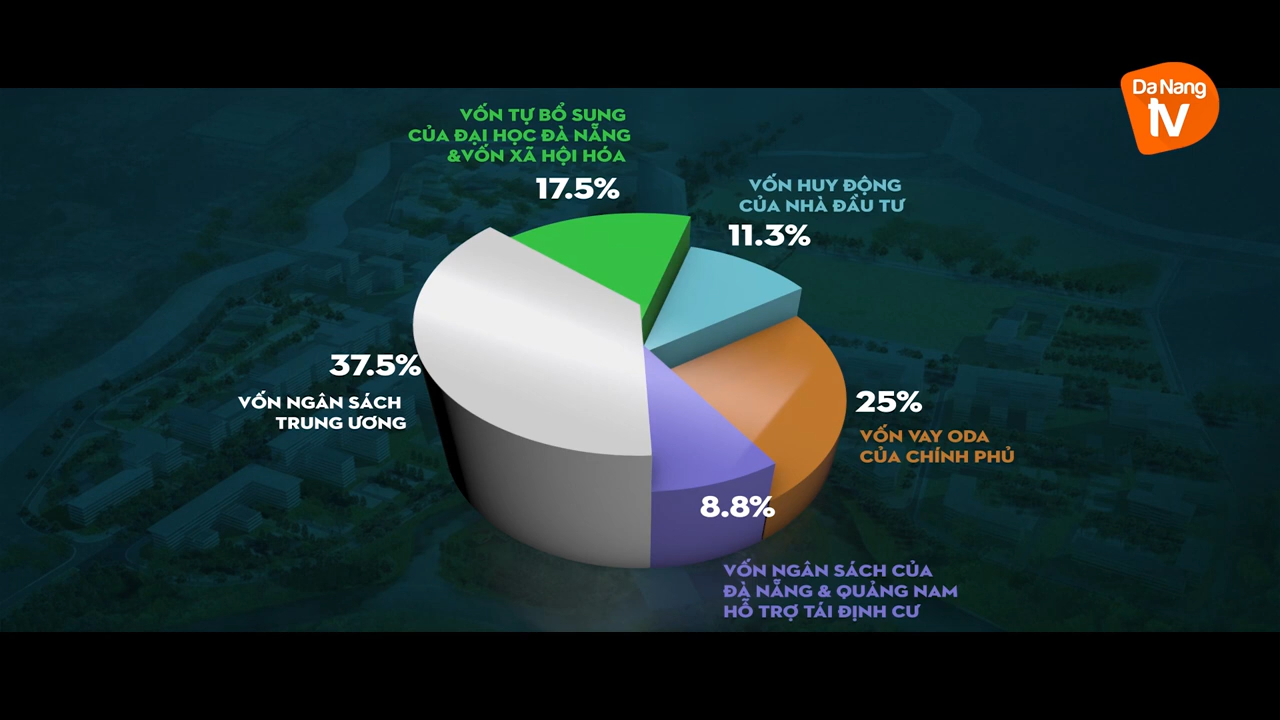 Da Nang
tv
VỐN TỰ BỔ SUNG
CỦA ĐẠI HỌC ĐÀ NẴNG
&VỐN XÃ HỘI HÓA
17.5%
VỐN HUY ĐỘNG
CỦA NHÀ ĐẦU TƯ
11.3%
37.5%
VỐN NGÂN SÁCH
TRUNG ƯƠNG
25%
VỐN VAY ODA
CỦA CHÍNH PHỦ
8.8%
VỐN NGÂN SÁCH CỦA
ĐÀ NẴNG & QUẢNG NAM
HỖ TRỢ TÁI ĐỊNH CƯ